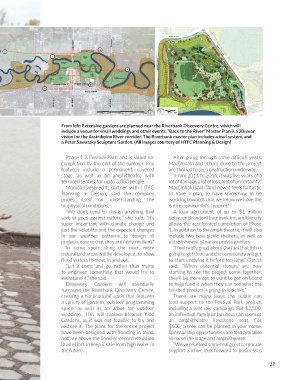 From left: Extensive gardens are planned near the Riverbank Discovery Centre, which will
include a venue for small weddings and other events. "Back to the River" Master Plan is a 20-year
vision for the Assiniboine River corridor. The Riverbank master plan includes a trail system, and
a Peter Sawatzky Sculpture Garden. (All images courtesy of HTFC Planning & Design)
Phase 1 is Festival Park, and is slated for
completion by the end of the summer. Key
features include a permanent, covered
stage, as well as an amphitheatre with
terraced seating for up to 3,000 people.
Monica Giesbrecht, partner with HTFC
Planning + Design, said the company
prides itself on understanding the
biophysical conditions.
"We don't tend to design anything that
sort of goes against nature," she said. "It's
super important with climate change and
just the volatility and the expected changes
in our weather patterns…to design all
projects now so that they are fairly resilient."
In some spots along the river, more
naturalized areas will be developed, to allow
flood waters to move in and out.
"Let it come and go, rather than trying
to engineer something that would try to
withstand it," she said.
Discovery Gardens will eventually
surround the Riverbank Discovery Centre,
creating a horticultural oasis that features
a variety of gardens, outdoor programming
space, as well as an arbor for outdoor
weddings. This will replace Eleanor Kidd
Gardens, as it was not feasible to try and
restore it. The plans for the entire project
have been designed with flooding in mind,
and are above the flood-of-record elevation
in an effort to keep it safe from high water in
the future.
After going through some difficult years,
MacDonald and others close to the project
are thrilled to see construction underway.
"From 2011 to 2016, it was five years of a
lot of damage, a lot of loss, a lot of uncertainty,"
MacDonald said. "And now it feels fantastic
to have a plan, to have something to be
working towards that we know we have the
entire community's support."
A loan agreement of up to $1 million
between Brandon Riverbank Inc. and the city
allows the accelerated completion of Phase
1. In addition to the amphitheatre, it will also
include two new picnic shelters, as well as
establishment of native prairie grasses.
"I feel really good about the fact that this is
going to get done and the community will get
to start enjoying it before too long," Christ
said. "When potential donors are now
starting to see the project come together,
they'll be more apt to want to get on board
to help fund it when they can see what the
finished product is going to look like."
There are many ways the public can
lend support to the Festival Park project,
including a seat sale campaign. For $2,500,
an individual, family or business can sponsor
an amphitheatre limestone seat. For
$500, a tree can be planted in your name.
Sponsorship opportunities are also available
to name the stage and amphitheatre.
"We've received some real good corporate
support and we look forward to businesses
27